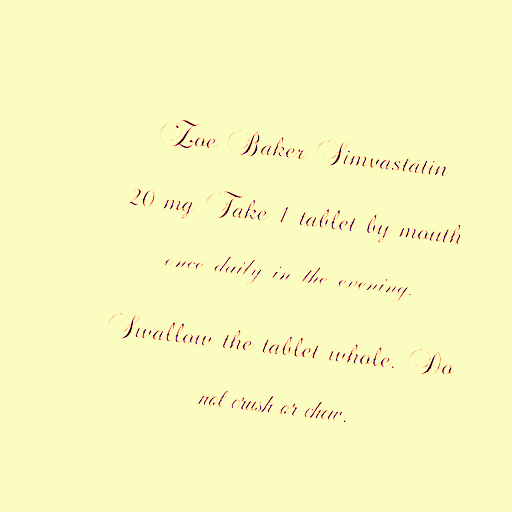 Zoe Baker Simvastatin
20 mg Take 1 tablet by mouth
once daily in the evening.
Swallow the tablet whole. Do
not crush or chew.